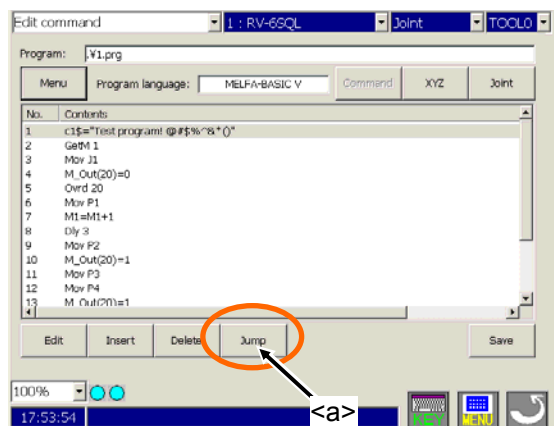 Edit command 1 : RV-6SQL Joint TOOL0
Program: .¥1.prg
Menu Program language: MELFA-BASIC V Command XYZ Joint
No. Contents
1 c1$="Test program! @#$%^&*()"
2 GetM 1
3 Mov J1
4 M_Out(20)=0
5 Ovrd 20
6 Mov P1
7 M1=M1+1
8 Dly 3
9 Mov P2
10 M_Out(20)=1
11 Mov P3
12 Mov P4
13 M_Out(20)=1
Edit Insert Delete Jump Save
100%
<a>
17:53:54 KEY MENU